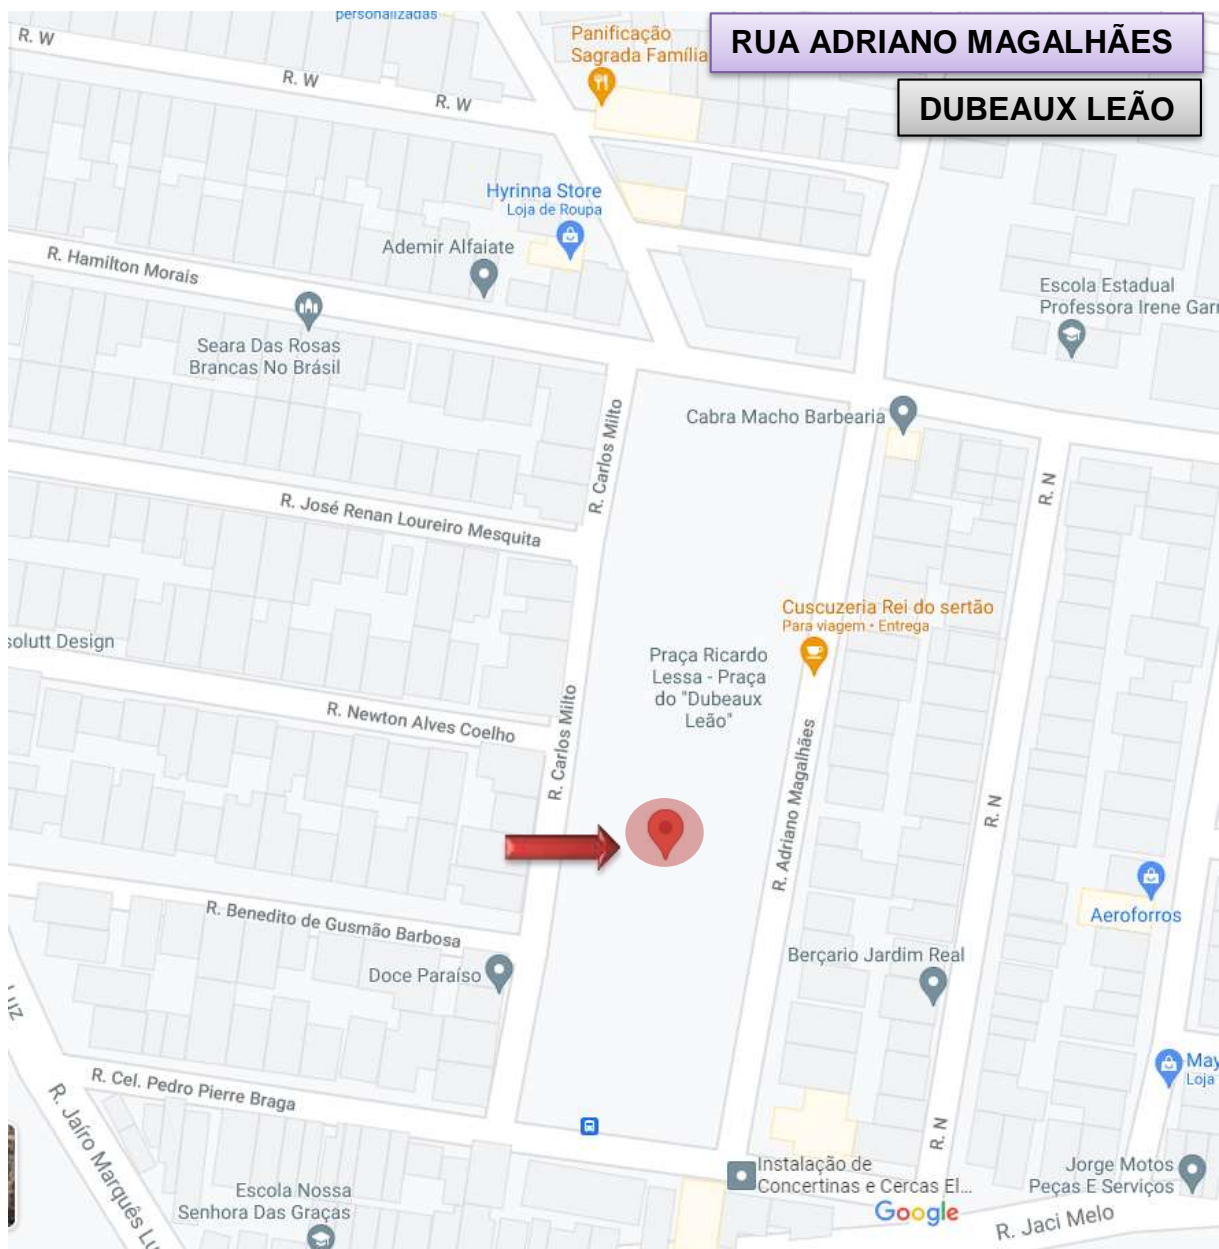 personalizadas
RUA ADRIANO MAGALHÃES
DUBEAUX LEÃO
Panificação
Sagrada Família
R. W
R. W
R. W
Hyrinna Store
Loja de Roupa
Ademir Alfaiate
R. Hamilton Morais
Escola Estadual
Professora Irene Garr
Seara Das Rosas
Brancas No Brásil
R. Carlos Milto
Cabra Macho Barbearia
R. N
R. José Renan Loureiro Mesquita
Cuscuzeria Rei do sertão
Para viagem • Entrega
solutt Design
Praça Ricardo
Lessa - Praça
do "Dubeaux
Leão"
R. Newton Alves Coelho
R. Carlos Milto
R. Adriano Magalhães
R. N
Aeroforros
R. Benedito de Gusmão Barbosa
Doce Paraíso
Berçario Jardim Real
uz
R. Cel. Pedro Pierre Braga
May
Loja
R. Jaíro Marquês Lu
R. N
Instalação de
Concertinas e Cercas El...
Jorge Motos
Peças E Serviços
Escola Nossa
Senhora Das Graças
Google
R. Jaci Melo